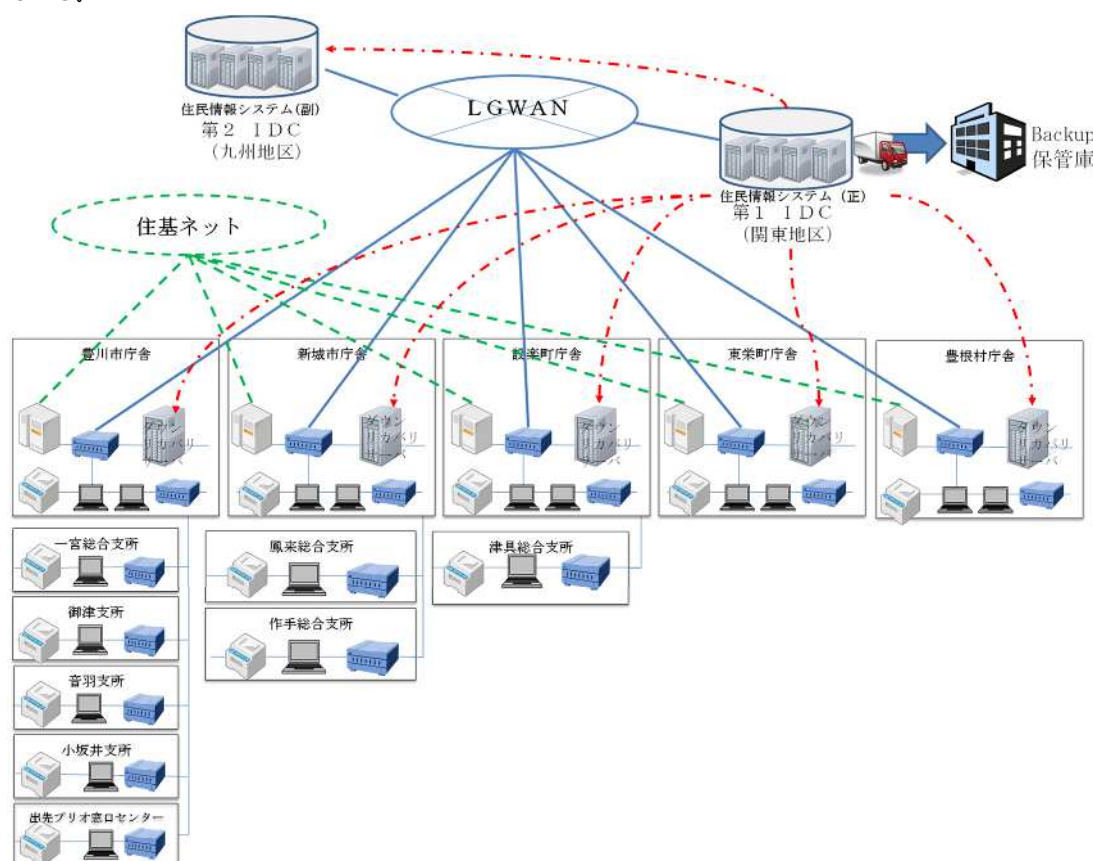 LGWAN
住民情報システム(副)
第2 IDC
(九州地区)
Backup
保管庫
住民情報システム (正)
第1 IDC
(関東地区)
住基ネット
豊川市庁舎
新城市庁舎
設楽町庁舎
東栄町庁舎
豊根村庁舎
一宮総合支所
鳳来総合支所
津具総合支所
御津支所
作手総合支所
音羽支所
小坂井支所
出先プリオ窓口センター